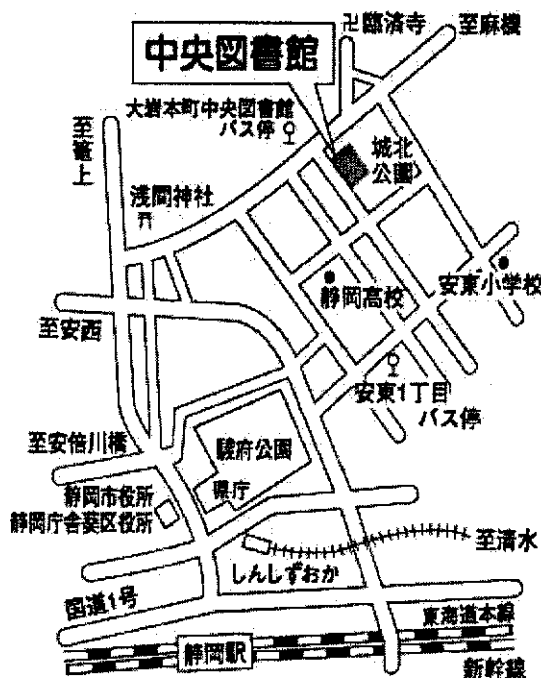 卍臨済寺
至麻機
中央図書館
大岩本町中央図書館
バス停
至籠上
城北
公園
浅間神社
静岡高校
安東小学校
至安西
安東1丁目
バス停
至安倍川橋
駿府公園
県庁
静岡市役所
静岡庁舎葵区役所
至清水
しんしずおか
国道1号
東海道本線
静岡駅
新幹線